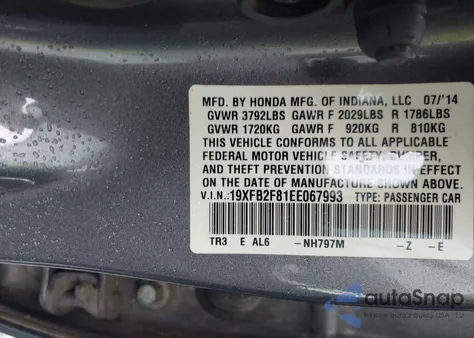 MFD. BY HONDA MFG. OF INDIANA, LLC 07/'14
GVWR 3792LBS GAWR F 2029LBS R 1786LBS
GVWR 1720KG GAWR F 920KG R 810KG
THIS VEHICLE CONFORMS TO ALL APPLICABLE
FEDERAL MOTOR VEHICLE SAFETY, BUMPER,
AND THEFT PREVENTION STANDARDS IN EFFECT
ON THE DATE OF MANUFACTURE SHOWN ABOVE.
V.I.N.: 19XFB2F81EE067993 TYPE: PASSENGER CAR
TR3 E AL6 -NH797M -Z -E
autoSnap